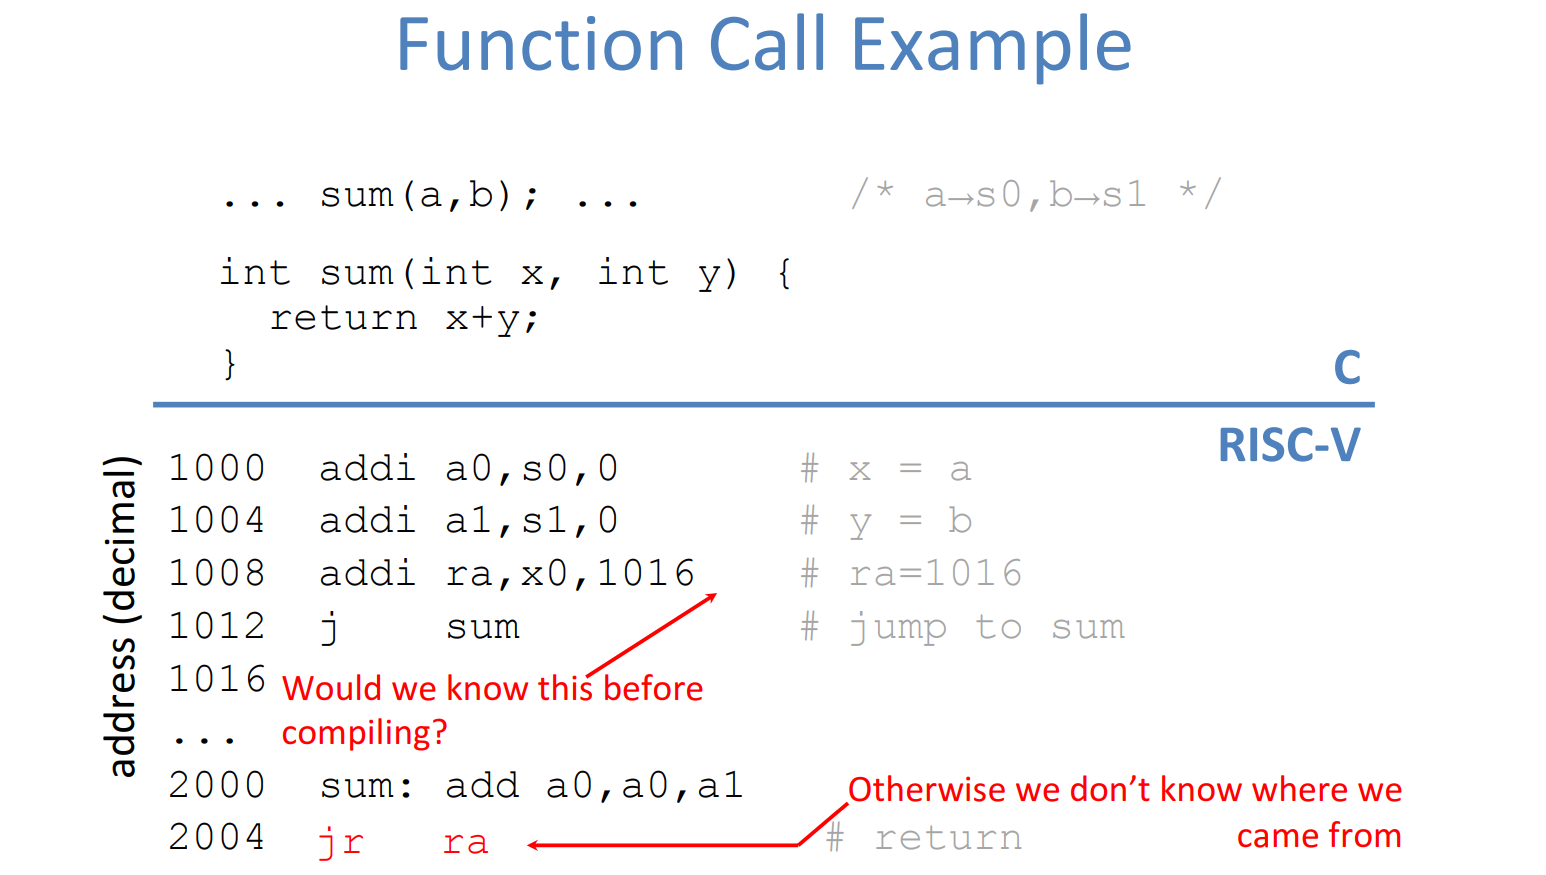 Function Call Example
... sum(a,b); ... /* a→s0,b→s1 */
int sum(int x, int y) {
return x+y;
}
C
RISC-V
address (decimal)
1000 addi a0,s0,0 # x = a
1004 addi a1,s1,0 # y = b
1008 addi ra,x0,1016 # ra=1016
1012 j sum # jump to sum
1016
Would we know this before
compiling?
...
2000 sum: add a0,a0,a1
Otherwise we don’t know where we
came from
2004 jr ra # return